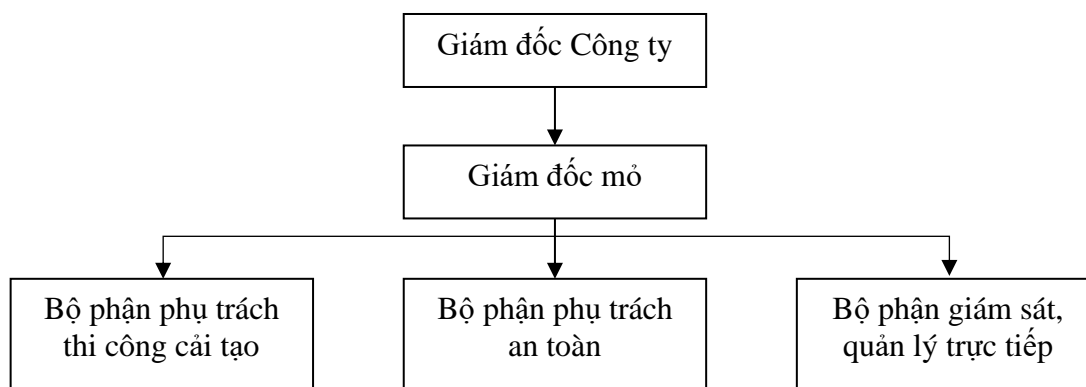 Giám đốc Công ty
Giám đốc mỏ
Bộ phận phụ trách
thi công cải tạo
Bộ phận phụ trách
an toàn
Bộ phận giám sát,
quản lý trực tiếp